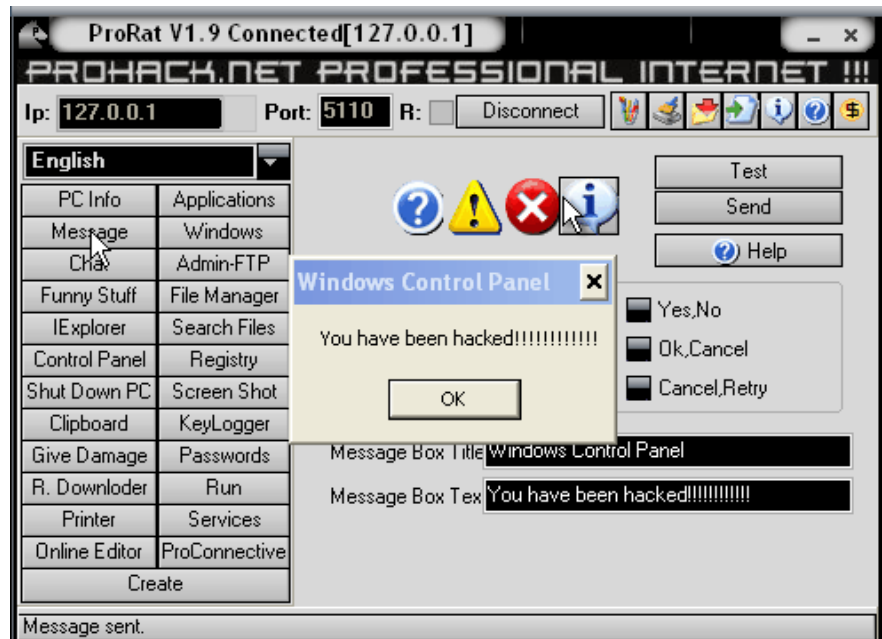 ProRat V1.9 Connected[127.0.0.1]
PROHACK.NET PROFESSIONAL INTERNET !!!
Ip: 127.0.0.1 Port: 5110 R: Disconnect
English
PC Info Applications
Message Windows
Chat Admin-FTP
Funny Stuff File Manager
IExplorer Search Files
Control Panel Registry
Shut Down PC Screen Shot
Clipboard KeyLogger
Give Damage Passwords
R. Downloder Run
Printer Services
Online Editor ProConnective
Create
Test
Send
Help
Windows Control Panel
You have been hacked!!!!!!!!!!!!
OK
Yes,No
Ok,Cancel
Cancel,Retry
Message Box Title Windows Control Panel
Message Box Tex You have been hacked!!!!!!!!!!!!
Message sent.